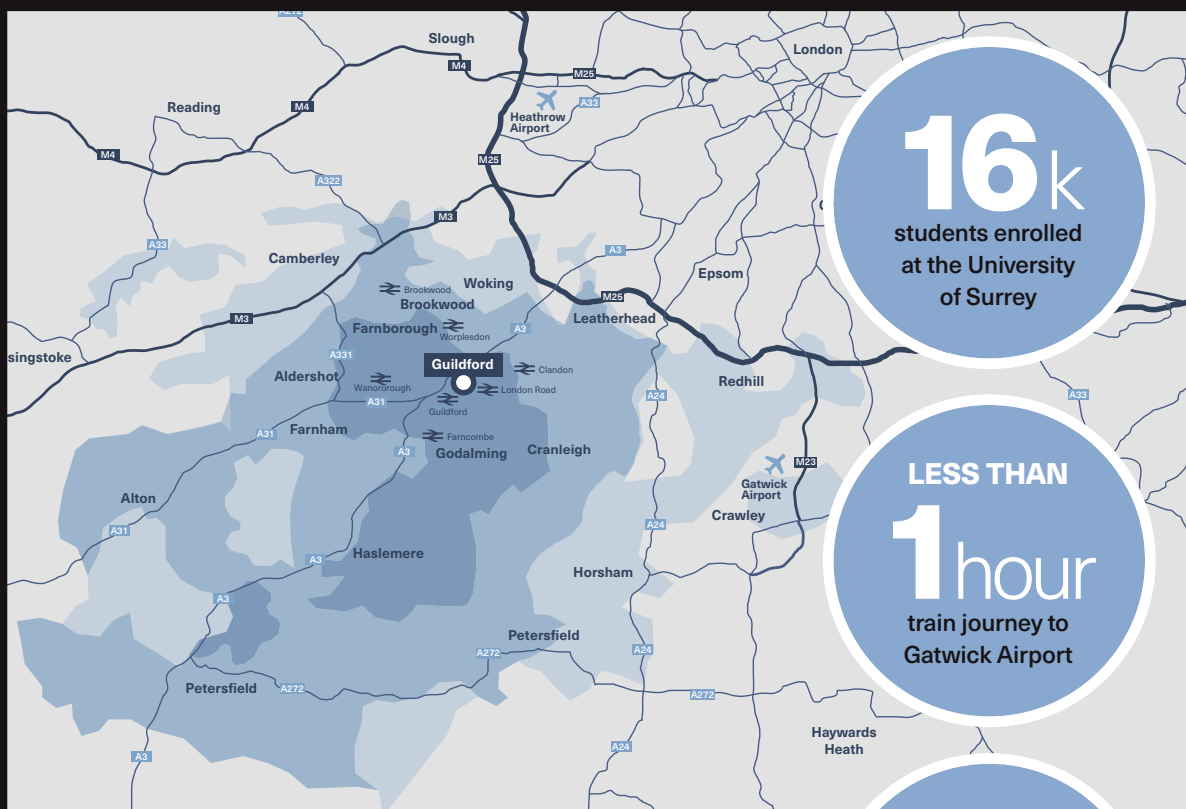 A272
Slough
London
M4
M25
Reading
M4
A33
Heathrow
Airport
M4
M25
A322
M3
A33
A3
Camberley
Epsom
Woking
Brookwood
M25
Brookwood
M3
Leatherhead
Farnborough
A3
Worplesdon
singstoke
A331
Guildford
Clandon
Aldershot
Redhill
Wanborough
London Road
A31
A24
A33
Guildford
Farnham
A31
Farncombe
A3
Godalming
Cranleigh
M23
Gatwick
Airport
Alton
Crawley
A31
A24
Haslemere
A3
Horsham
A3
Petersfield
A272
A24
Petersfield
A272
A272
Haywards
Heath
A3
A24
16k
students enrolled
at the University
of Surrey
LESS THAN
1 hour
train journey to
Gatwick Airport